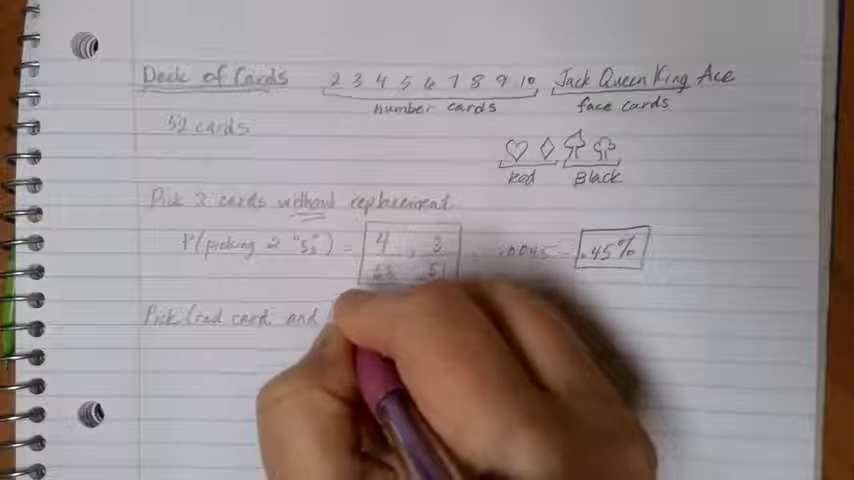 Deck of Cards 2 3 4 5 6 7 8 9 10 Jack Queen King Ace
number cards face cards
52 cards
Red Black
Pick 2 cards without replacement
P(picking 2 "5s") = 4 . 3 .0045 = .45%
52 51
Pick 1 red card and